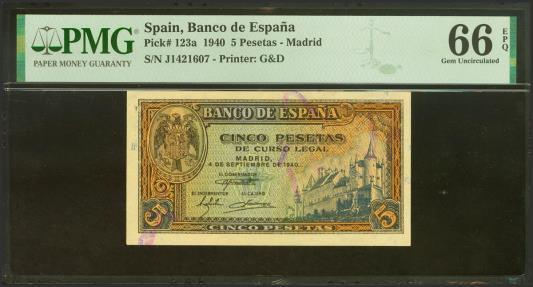 PMG
PAPER MONEY GUARANTY
Spain, Banco de España
Pick# 123a 1940 5 Pesetas - Madrid
S/N J1421607 - Printer: G&D
66 EPQ
Gem Uncirculated
BANCO DE ESPAÑA
CINCO PESETAS
DE CURSO LEGAL
MADRID,
4 DE SEPTIEMBRE DE 1940
EL GOBERNADOR
EL INTERVENTOR EL CAJERO
5 5
CINCO PESETAS